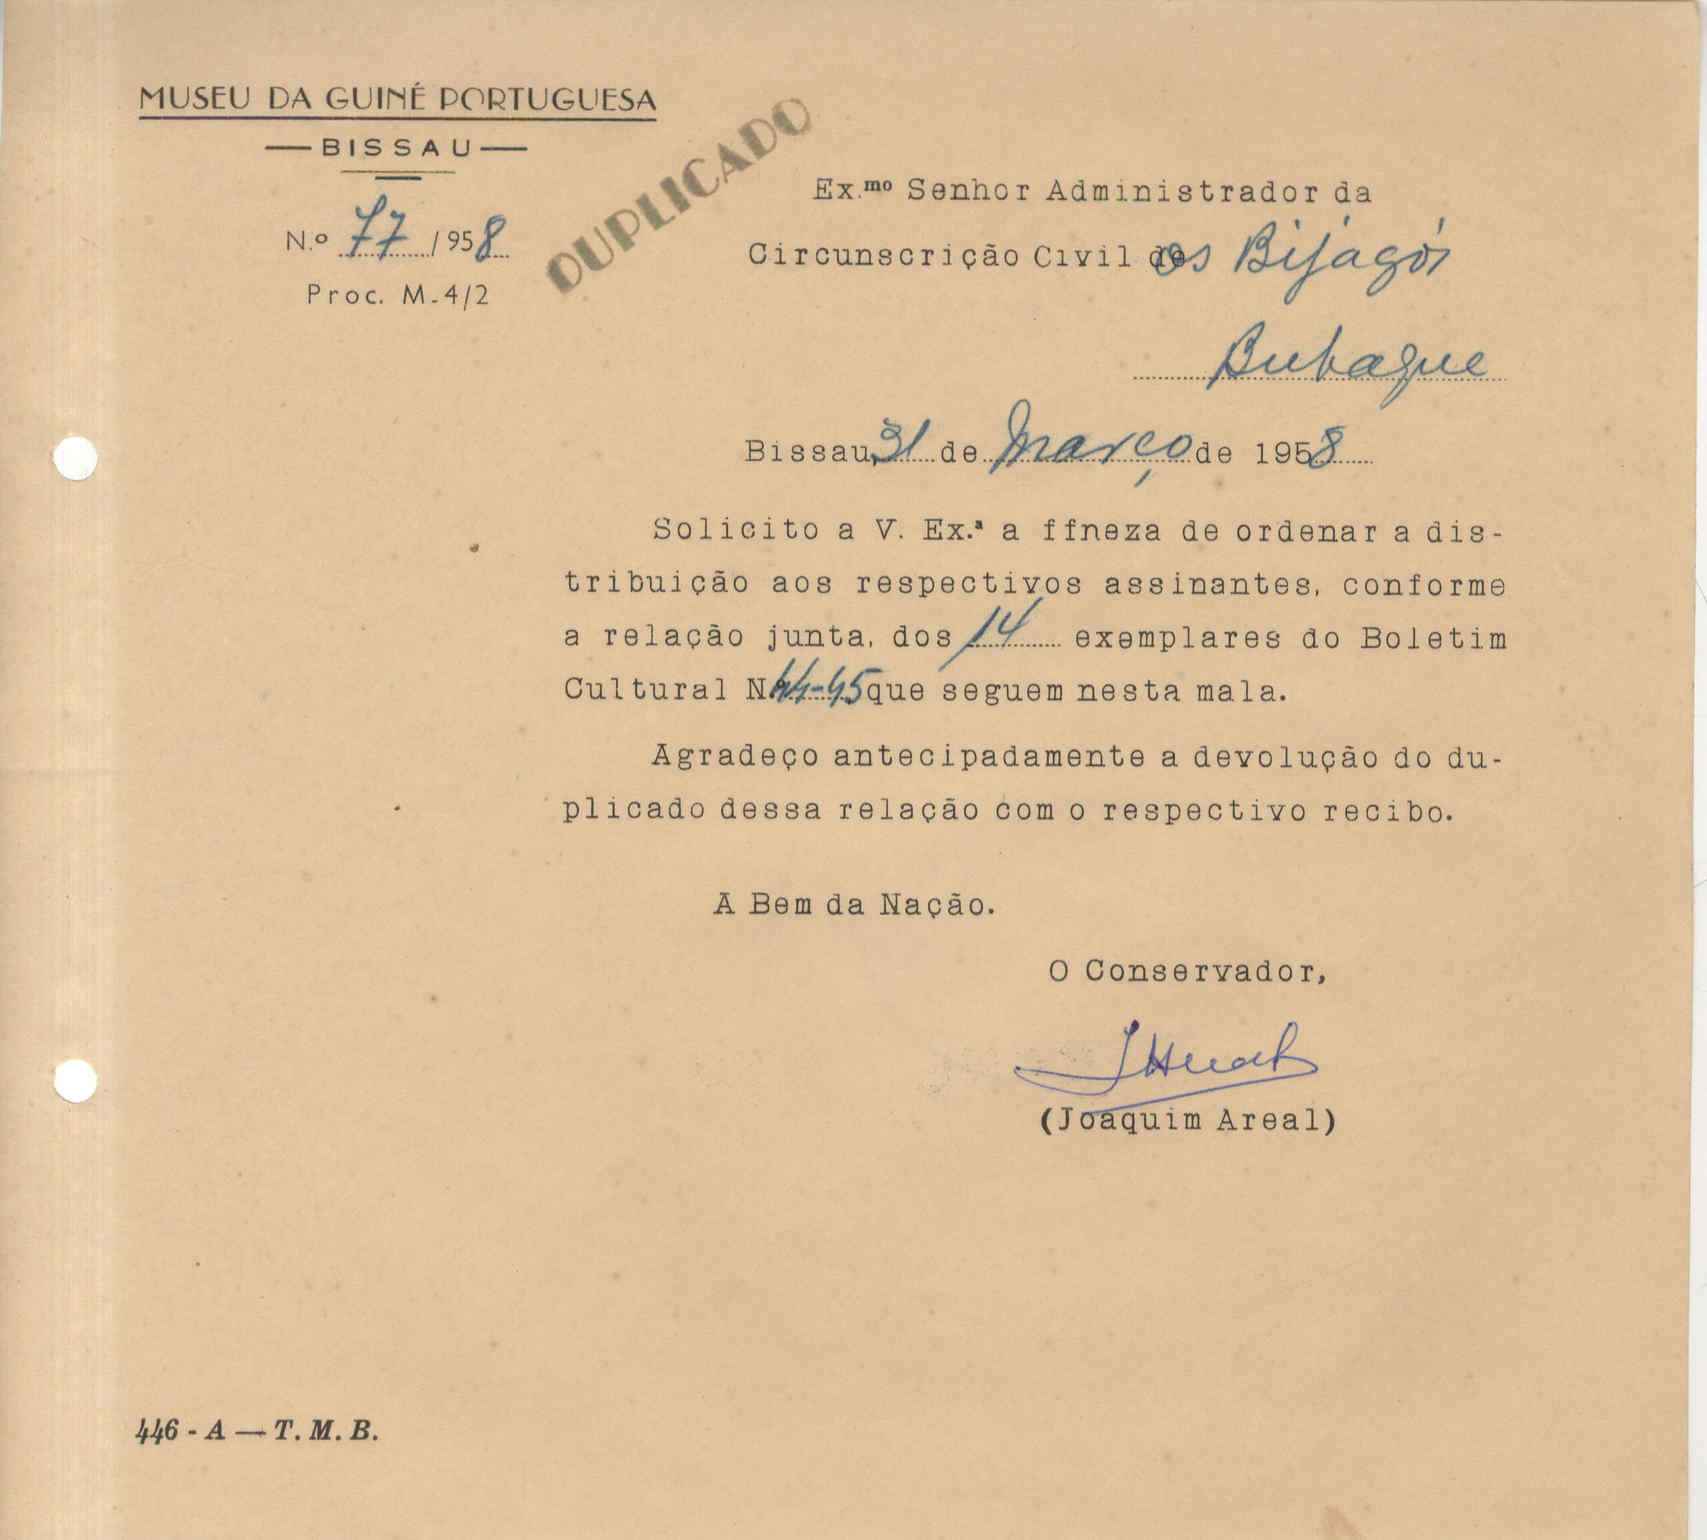 MUSEU DA GUINÉ PORTUGUESA
BISSAU
N.º 77 /958
Proc. M-4/2
DUPLICADO
Ex.mo Senhor Administrador da
Circunscrição Civil dos Bijagós
Bubaque
Bissau, 31 de Março de 1958
Solicito a V. Ex.ª a ffneza de ordenar a dis-
tribuição aos respectivos assinantes, conforme
a relação junta, dos 14 exemplares do Boletim
Cultural Nº 44-45 que seguem nesta mala.
Agradeço antecipadamente a devolução do du-
plicado dessa relação com o respectivo recibo.
A Bem da Nação.
O Conservador,
(Joaquim Areal)
446 - A — T. M. B.